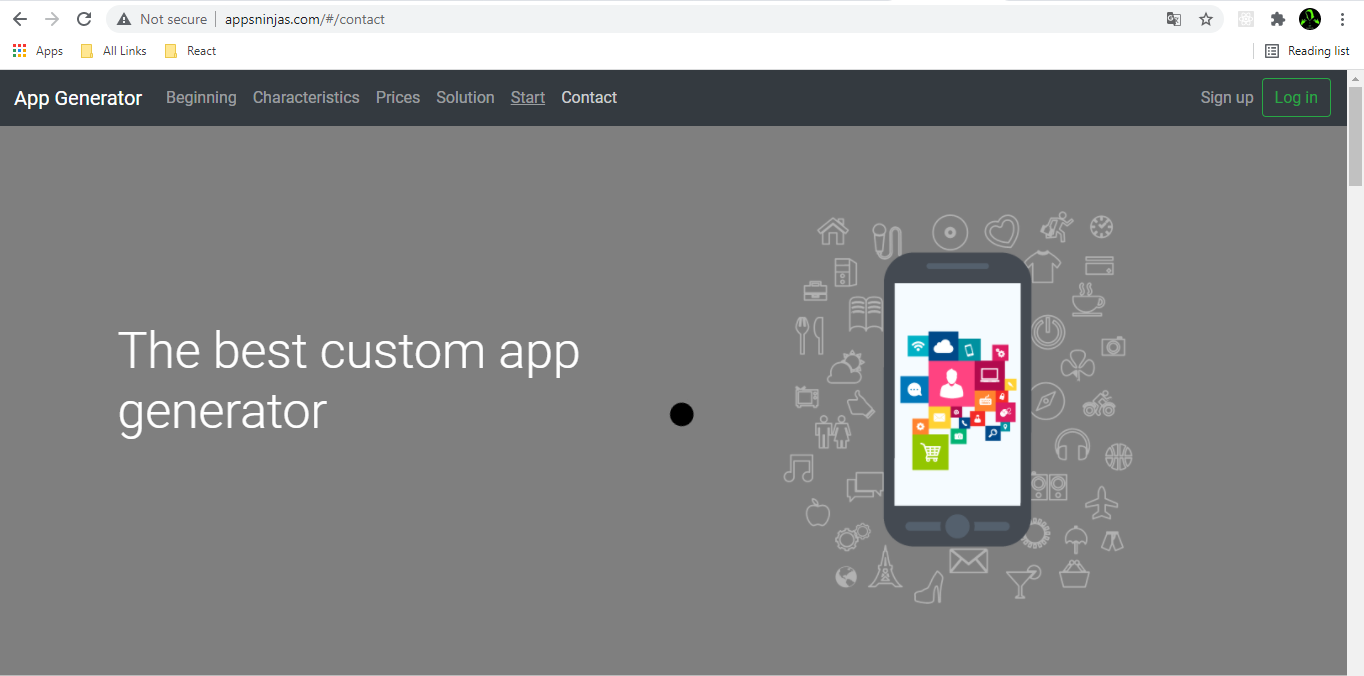 Not secure | appsninjas.com/#/contact
Apps All Links React Reading list
App Generator Beginning Characteristics Prices Solution Start Contact Sign up Log in
The best custom app
generator